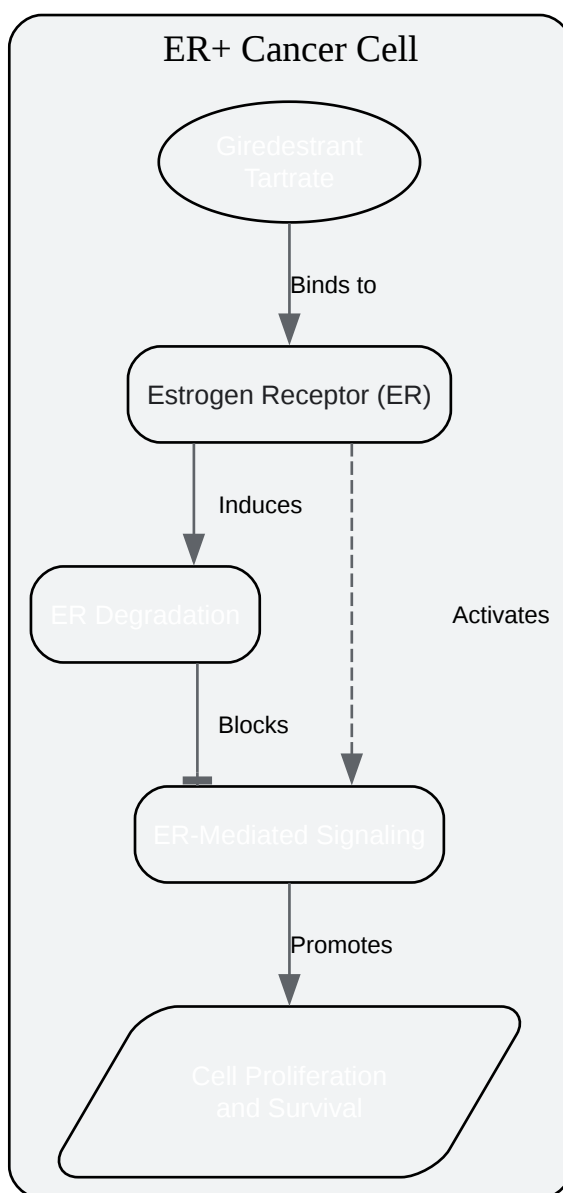 ER+ Cancer Cell
Giredestrant
Tartrate
Binds to
Estrogen Receptor (ER)
Induces
ER Degradation
Activates
Blocks
ER-Mediated Signaling
Promotes
Cell Proliferation
and Survival